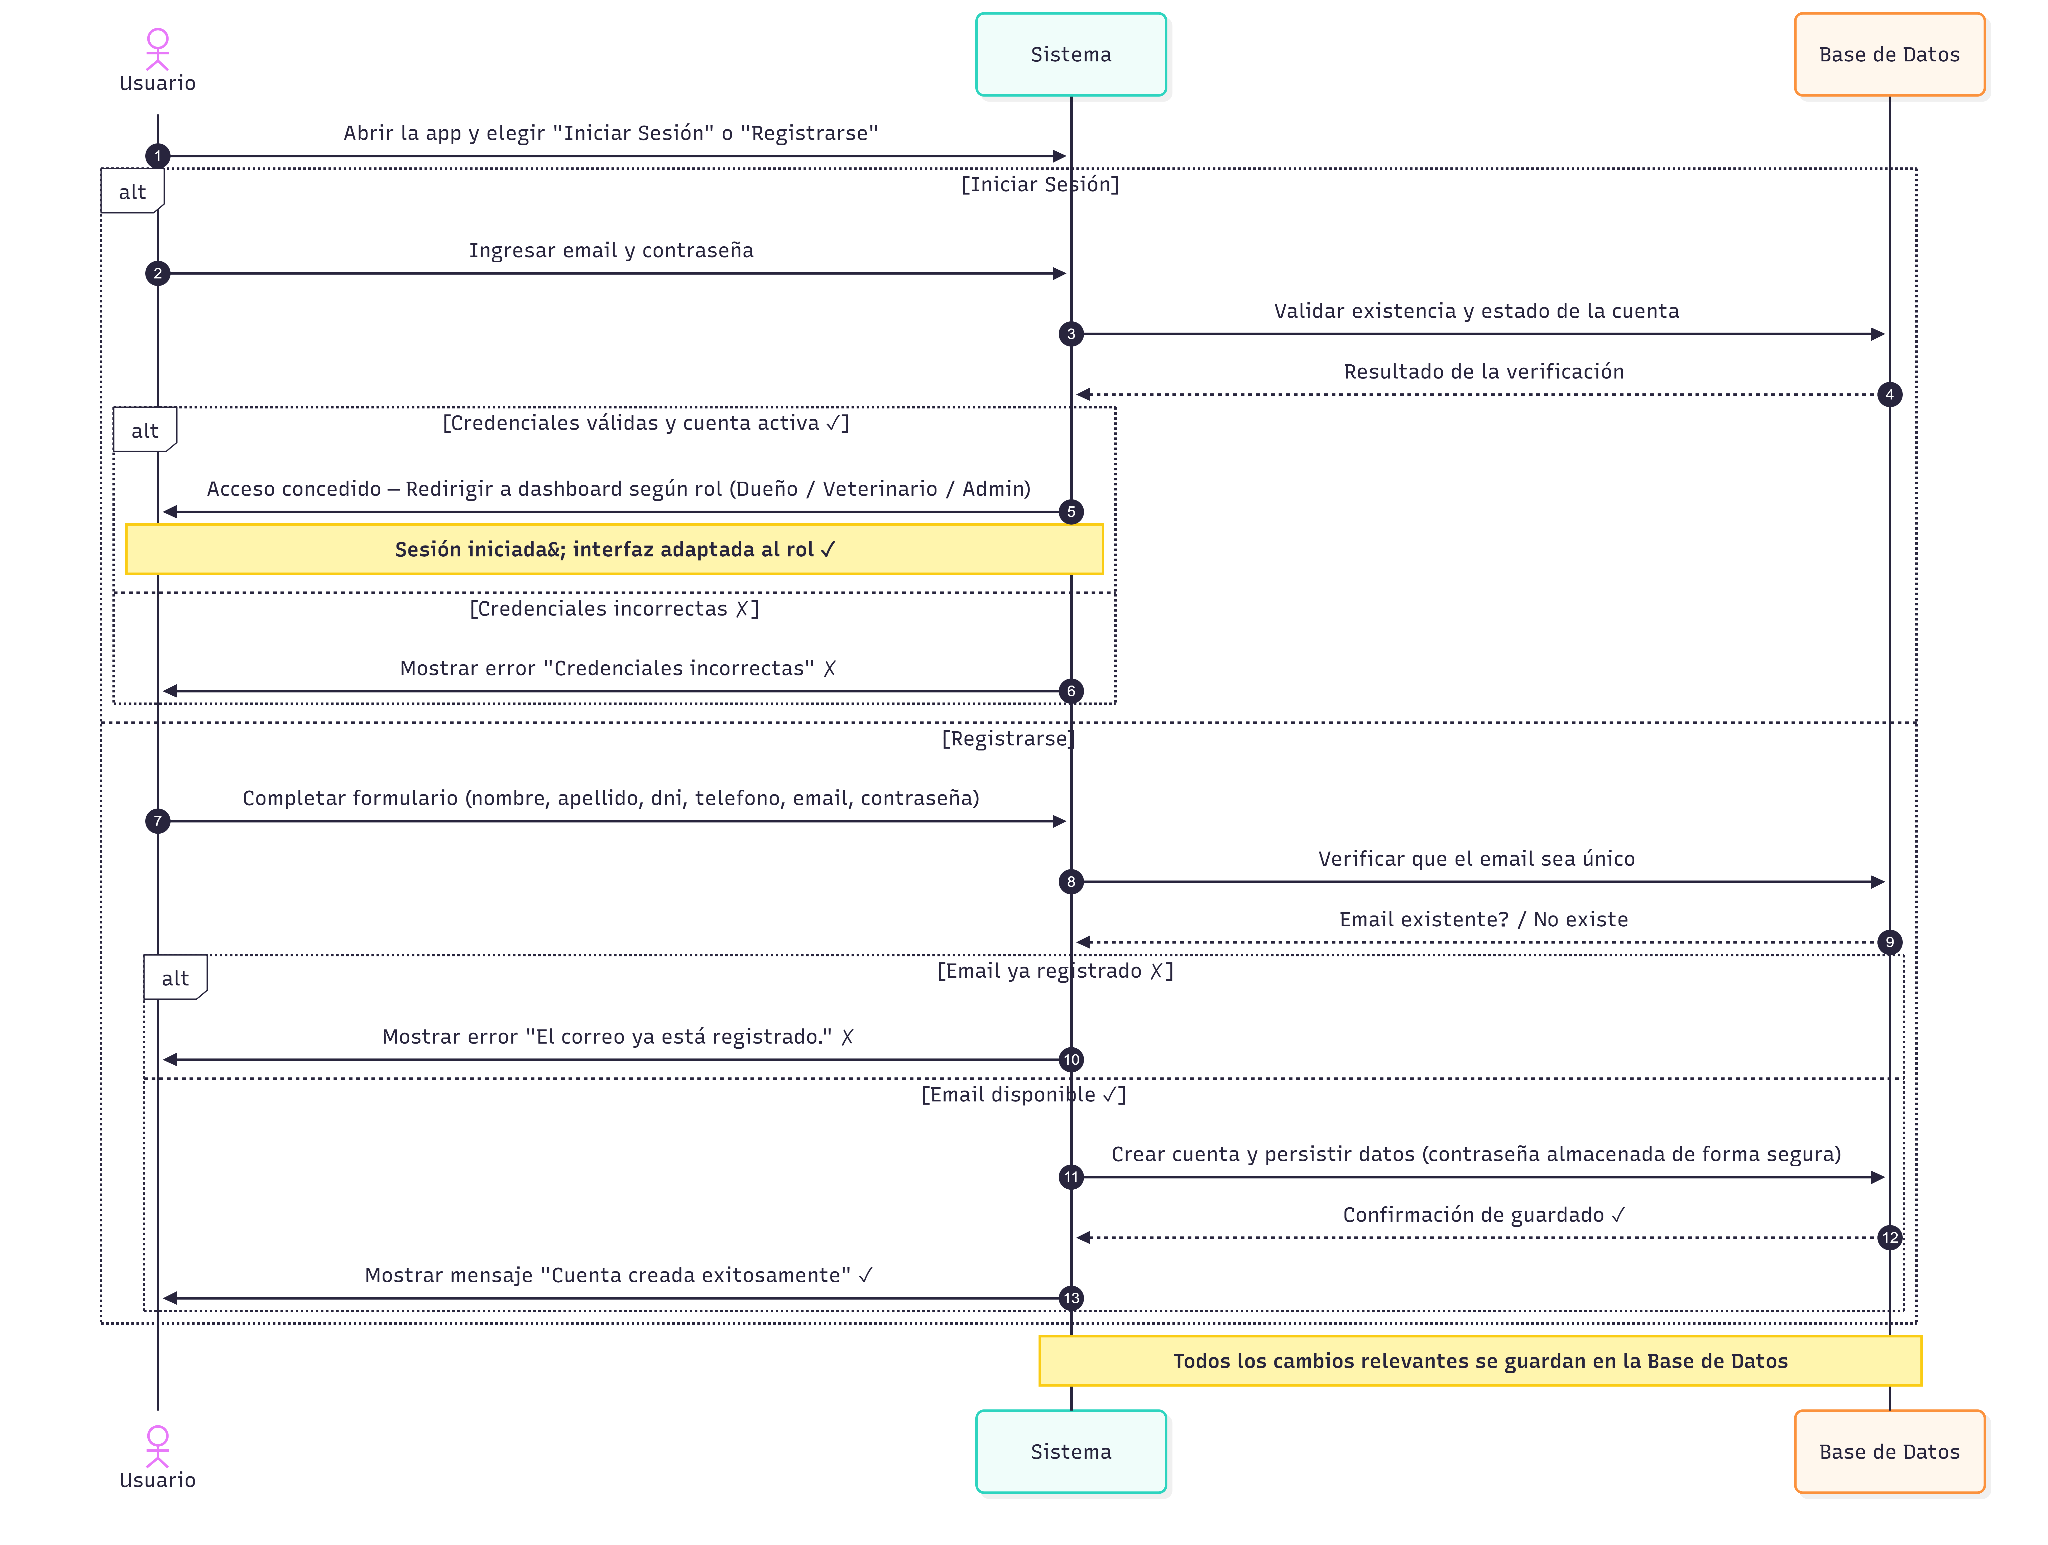 Usuario
Sistema
Base de Datos
Abrir la app y elegir "Iniciar Sesión" o "Registrarse"
1
alt
[Iniciar Sesión]
Ingresar email y contraseña
2
Validar existencia y estado de la cuenta
3
Resultado de la verificación
4
alt
[Credenciales válidas y cuenta activa ✓]
Acceso concedido — Redirigir a dashboard según rol (Dueño / Veterinario / Admin)
5
Sesión iniciada&; interfaz adaptada al rol ✓
[Credenciales incorrectas ✗]
Mostrar error "Credenciales incorrectas" ✗
6
[Registrarse]
Completar formulario (nombre, apellido, dni, telefono, email, contraseña)
7
Verificar que el email sea único
8
Email existente? / No existe
9
alt
[Email ya registrado ✗]
Mostrar error "El correo ya está registrado." ✗
10
[Email disponible ✓]
Crear cuenta y persistir datos (contraseña almacenada de forma segura)
11
Confirmación de guardado ✓
12
Mostrar mensaje "Cuenta creada exitosamente" ✓
13
Todos los cambios relevantes se guardan en la Base de Datos
Usuario
Sistema
Base de Datos